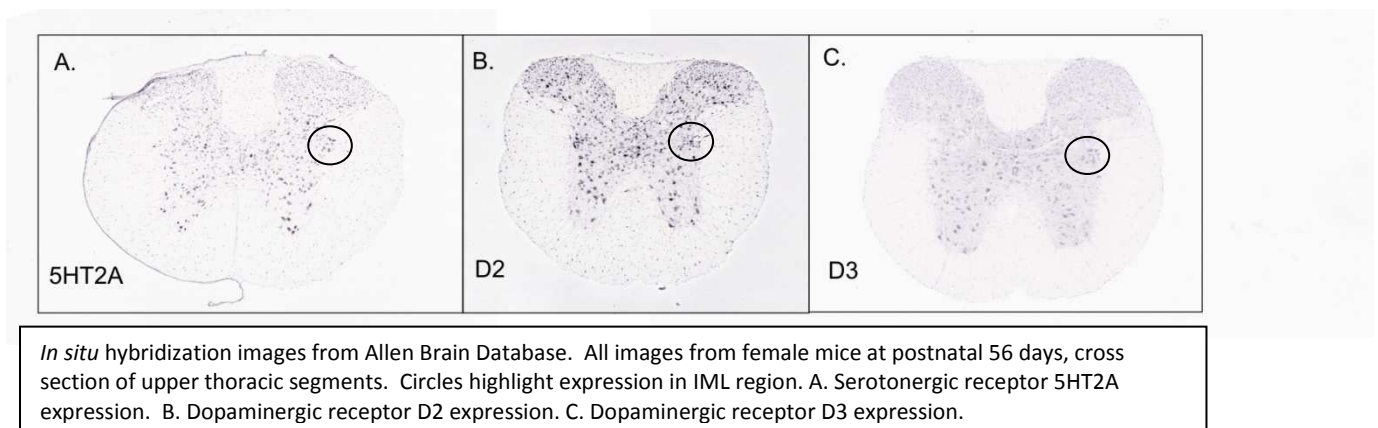 A.
B.
C.
5HT2A
D2
D3
In situ hybridization images from Allen Brain Database.  All images from female mice at postnatal 56 days, cross
section of upper thoracic segments.  Circles highlight expression in IML region. A. Serotonergic receptor 5HT2A
expression.  B. Dopaminergic receptor D2 expression. C. Dopaminergic receptor D3 expression.